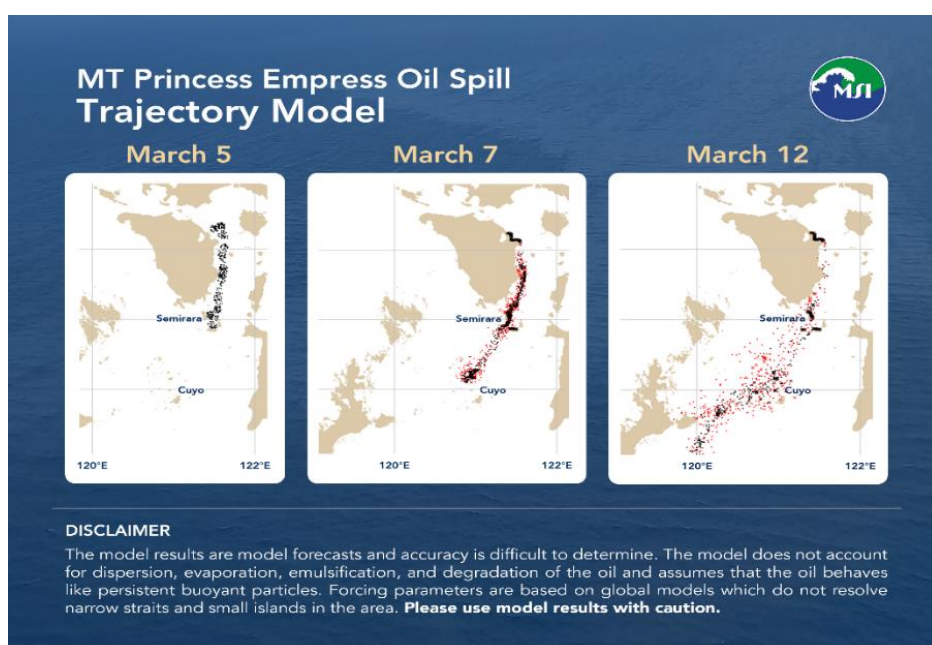 MT Princess Empress Oil Spill
Trajectory Model
MSI
March 5
March 7
March 12
Semirara
Cuyo
120°E
122°E
Semirara
Cuyo
120°E
122°E
Semirara
Cuyo
120°E
122°E
DISCLAIMER
The model results are model forecasts and accuracy is difficult to determine. The model does not account
for dispersion, evaporation, emulsification, and degradation of the oil and assumes that the oil behaves
like persistent buoyant particles. Forcing parameters are based on global models which do not resolve
narrow straits and small islands in the area. Please use model results with caution.